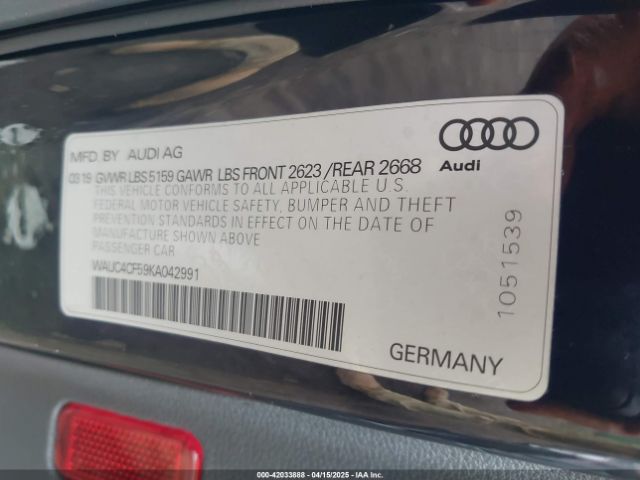 MFD. BY AUDI AG
03 19 GVWR LBS 5159 GAWR LBS FRONT 2623 / REAR 2668
Audi
THIS VEHICLE CONFORMS TO ALL APPLICABLE U.S.
FEDERAL MOTOR VEHICLE SAFETY, BUMPER AND THEFT
PREVENTION STANDARDS IN EFFECT ON THE DATE OF
MANUFACTURE SHOWN ABOVE
PASSENGER CAR
WAUC4CF59KA042991
1051539
GERMANY
000-42033888 - 04/15/2025 - IAA Inc.